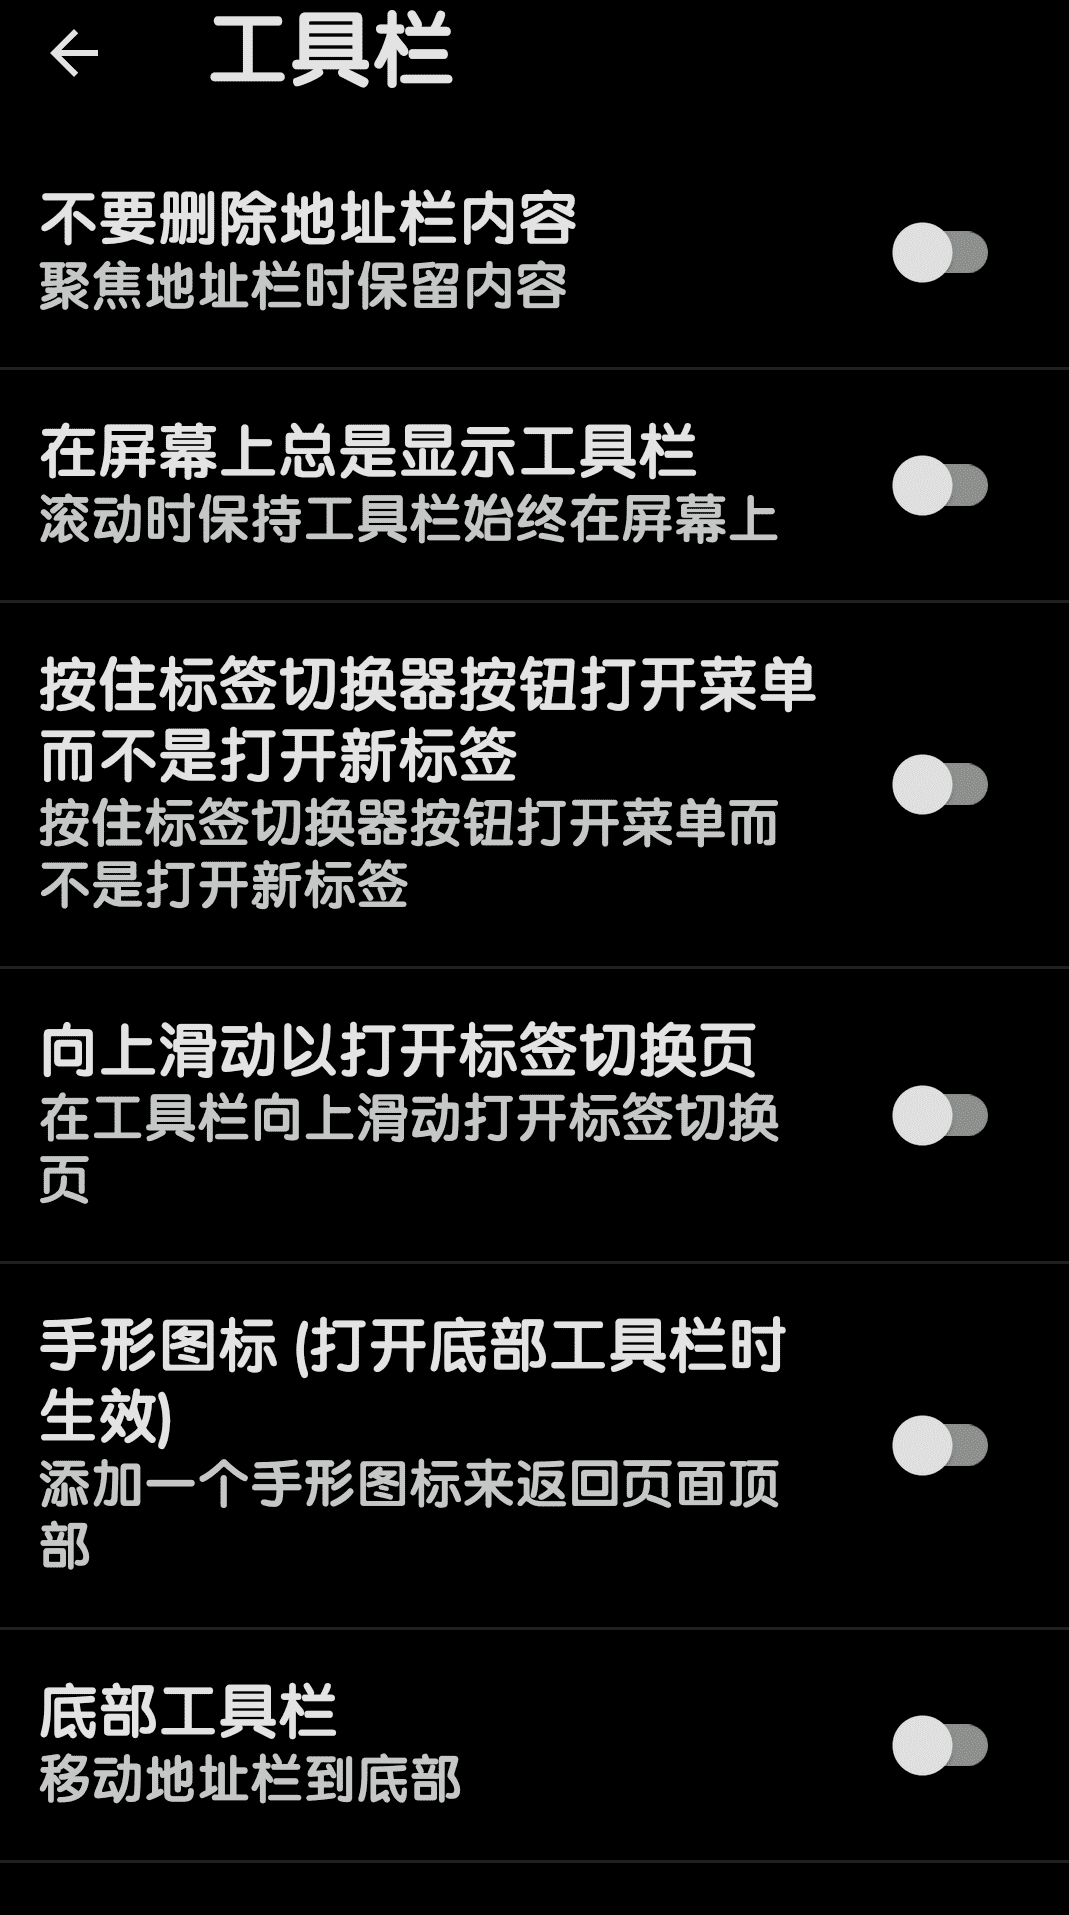 工具栏
不要删除地址栏内容
聚焦地址栏时保留内容
在屏幕上总是显示工具栏
滚动时保持工具栏始终在屏幕上
按住标签切换器按钮打开菜单
而不是打开新标签
按住标签切换器按钮打开菜单而
不是打开新标签
向上滑动以打开标签切换页
在工具栏向上滑动打开标签切换
页
手形图标 (打开底部工具栏时
生效)
添加一个手形图标来返回页面顶
部
底部工具栏
移动地址栏到底部